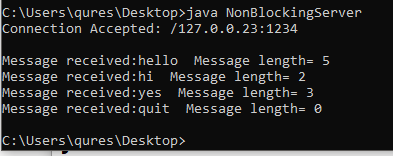 C:\Users\qures\Desktop>java NonBlockingServer
Connection Accepted: /127.0.0.23:1234
Message received:hello  Message length= 5
Message received:hi  Message length= 2
Message received:yes  Message length= 3
Message received:quit  Message length= 0
C:\Users\qures\Desktop>